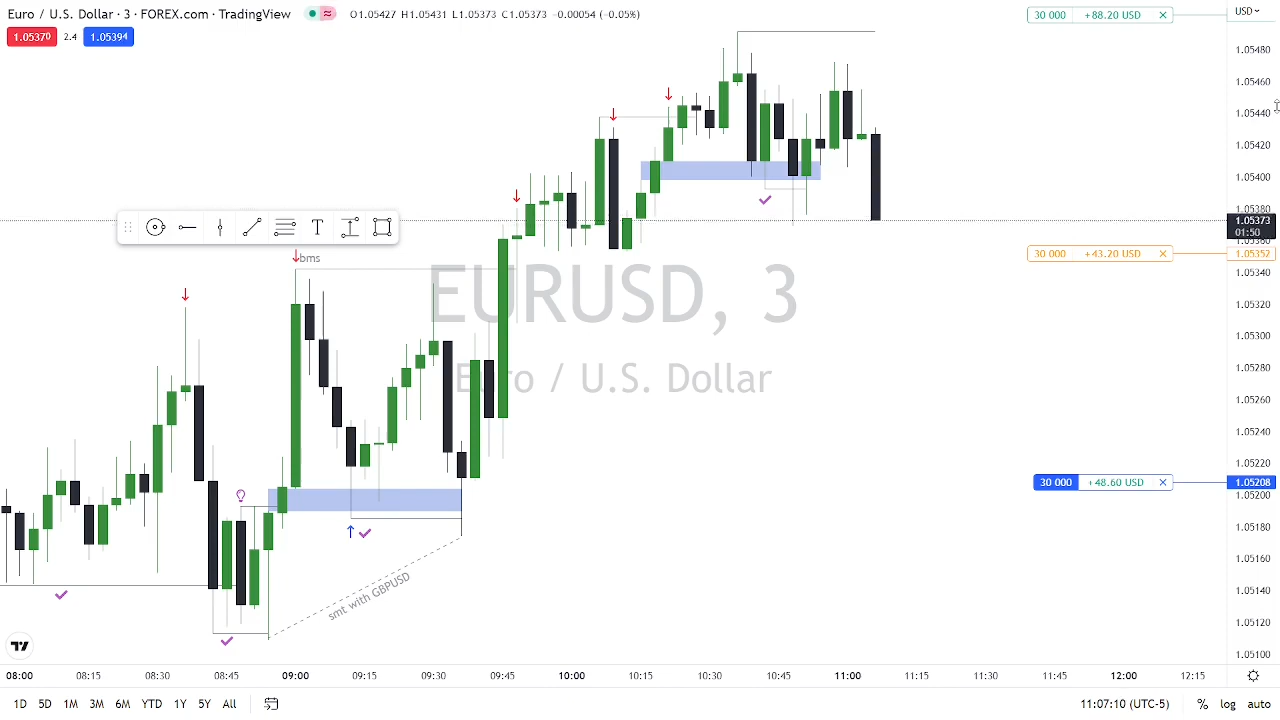 Euro / U.S. Dollar · 3 · FOREX.com · TradingView O1.05427 H1.05431 L1.05373 C1.05373 −0.00054 (−0.05%)
30 000 +88.20 USD
USD
1.05370 2.4 1.05394
1.05480
1.05460
1.05440
1.05420
1.05400
1.05380
1.05373
01:50
1.05360
bms
30 000 +43.20 USD 1.05352
1.05340
EURUSD, 3
1.05320
1.05300
1.05280
Euro / U.S. Dollar
1.05260
1.05240
1.05220
30 000 +48.60 USD 1.05208
1.05200
1.05180
1.05160
smt with GBPUSD
1.05140
1.05120
1.05100
08:00 08:15 08:30 08:45 09:00 09:15 09:30 09:45 10:00 10:15 10:30 10:45 11:00 11:15 11:30 11:45 12:00 12:15
1D 5D 1M 3M 6M YTD 1Y 5Y All 11:07:10 (UTC-5) % log auto